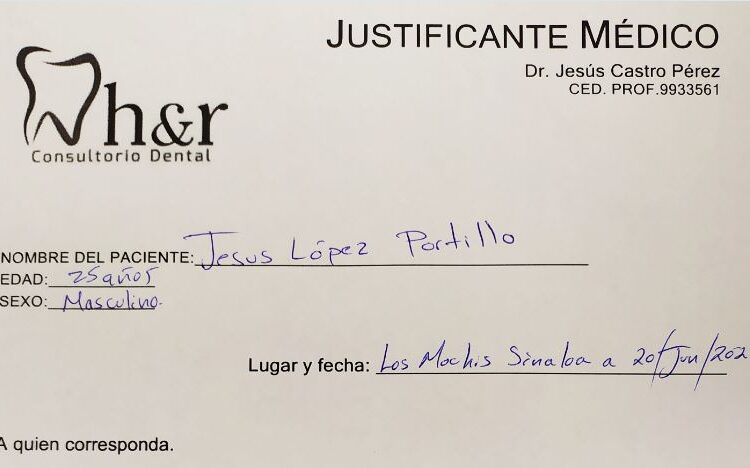 JUSTIFICANTE MÉDICO
Dr. Jesús Castro Pérez
CED. PROF.9933561
h&r
Consultorio Dental
NOMBRE DEL PACIENTE: Jesus López Portillo
EDAD: 25 años
SEXO: Masculino.
Lugar y fecha: Los Mochis Sinaloa a 20/Jun/202
A quien corresponda.